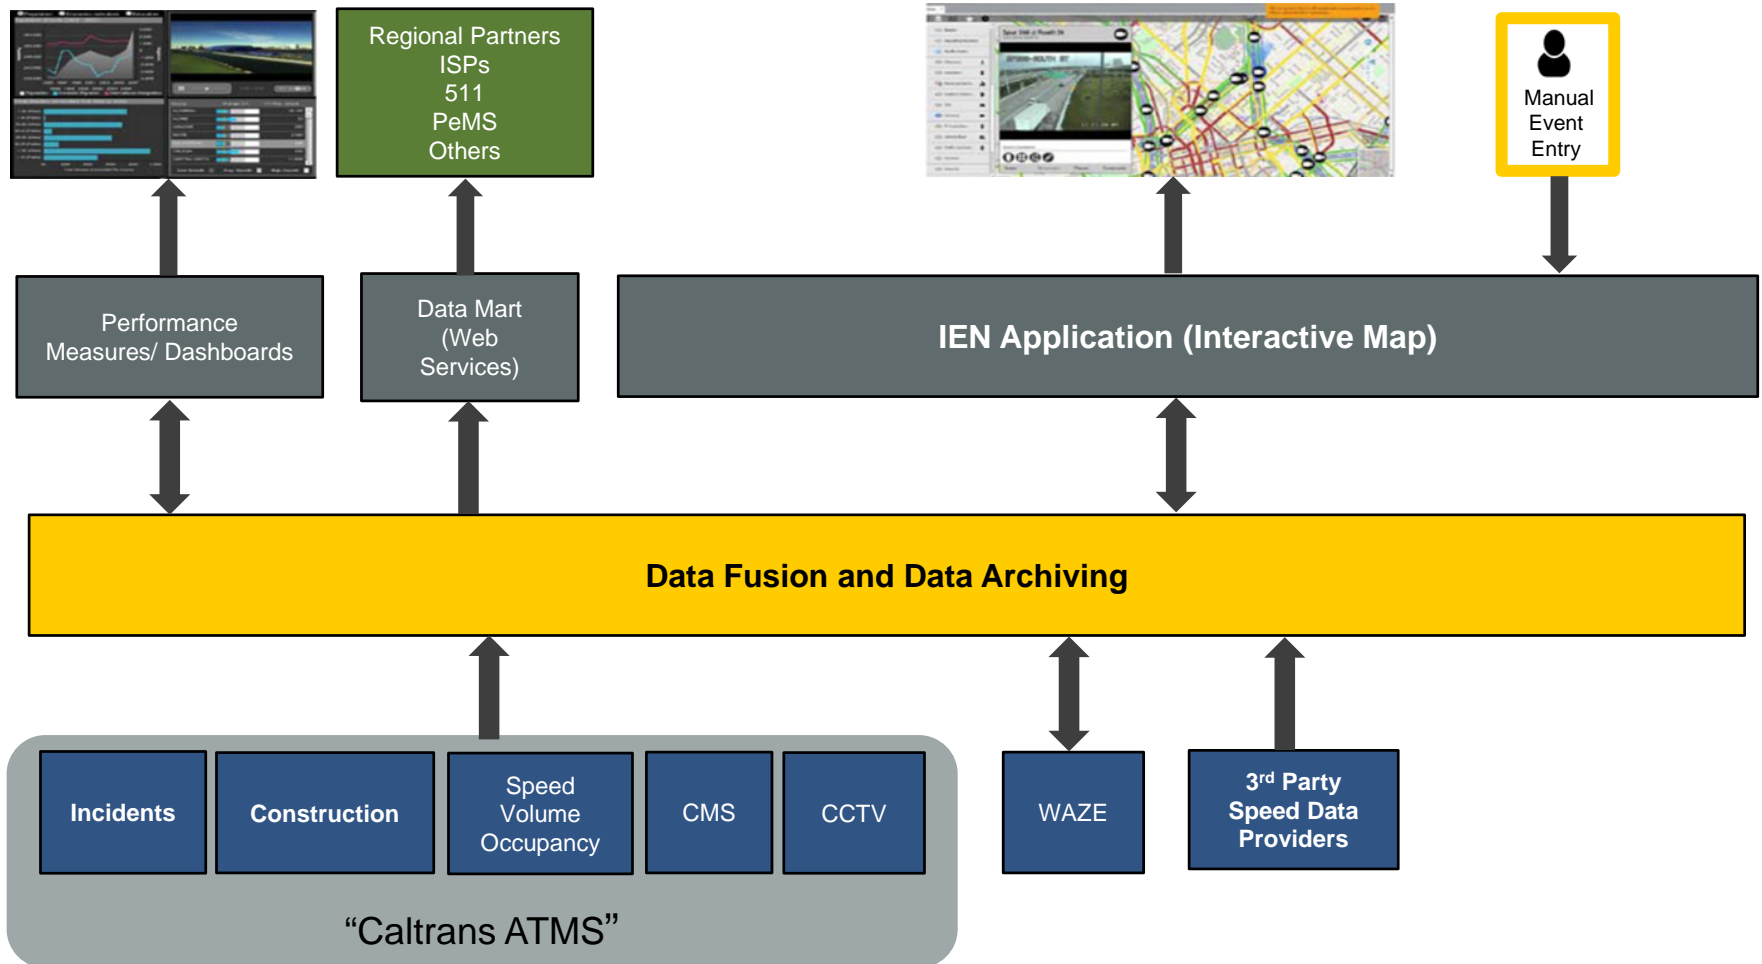 Regional Partners
ISPs
511
PeMS
Others
Manual
Event
Entry
Performance
Measures/ Dashboards
Data Mart
(Web
Services)
IEN Application (Interactive Map)
Data Fusion and Data Archiving
Incidents
Construction
Speed
Volume
Occupancy
CMS
CCTV
WAZE
3rd Party
Speed Data
Providers
“Caltrans ATMS”